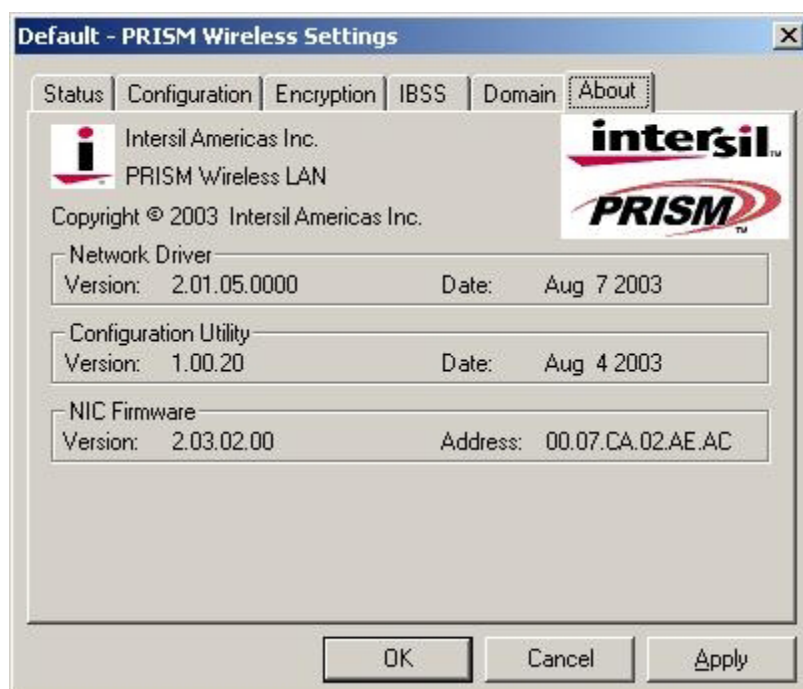 Default - PRISM Wireless Settings
Status Configuration Encryption IBSS Domain About
Intersil Americas Inc.
PRISM Wireless LAN
Copyright © 2003 Intersil Americas Inc.
intersil™
PRISM™
Network Driver
Version: 2.01.05.0000 Date: Aug 7 2003
Configuration Utility
Version: 1.00.20 Date: Aug 4 2003
NIC Firmware
Version: 2.03.02.00 Address: 00.07.CA.02.AE.AC
OK Cancel Apply